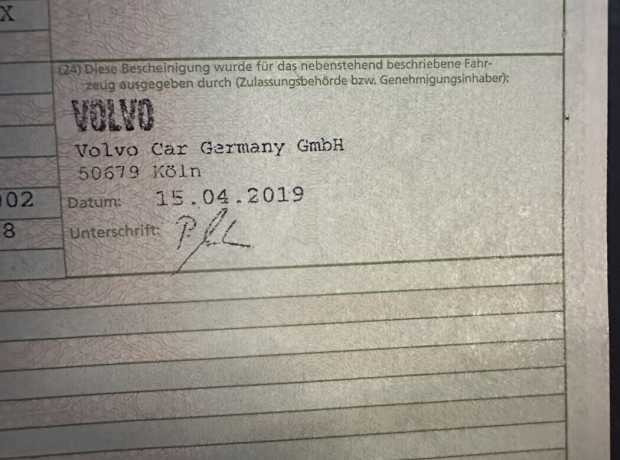 X
(24) Diese Bescheinigung wurde für das nebenstehend beschriebene Fahr-
zeug ausgegeben durch (Zulassungsbehörde bzw. Genehmigungsinhaber):
VOLVO
Volvo Car Germany GmbH
50679 Köln
02
Datum: 15.04.2019
8
Unterschrift: